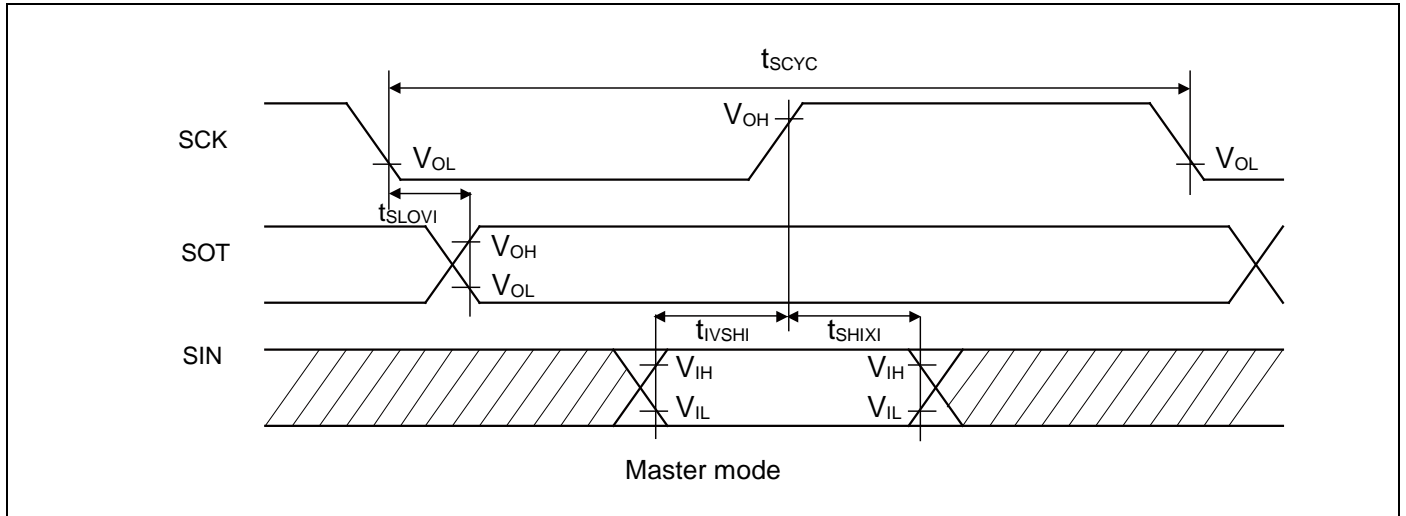 tSCYC
SCK
VOH
VOL
VOL
tSLOVI
SOT
VOH
VOL
tIVSHI
tSHIXI
SIN
VIH
VIH
VIL
VIL
Master mode